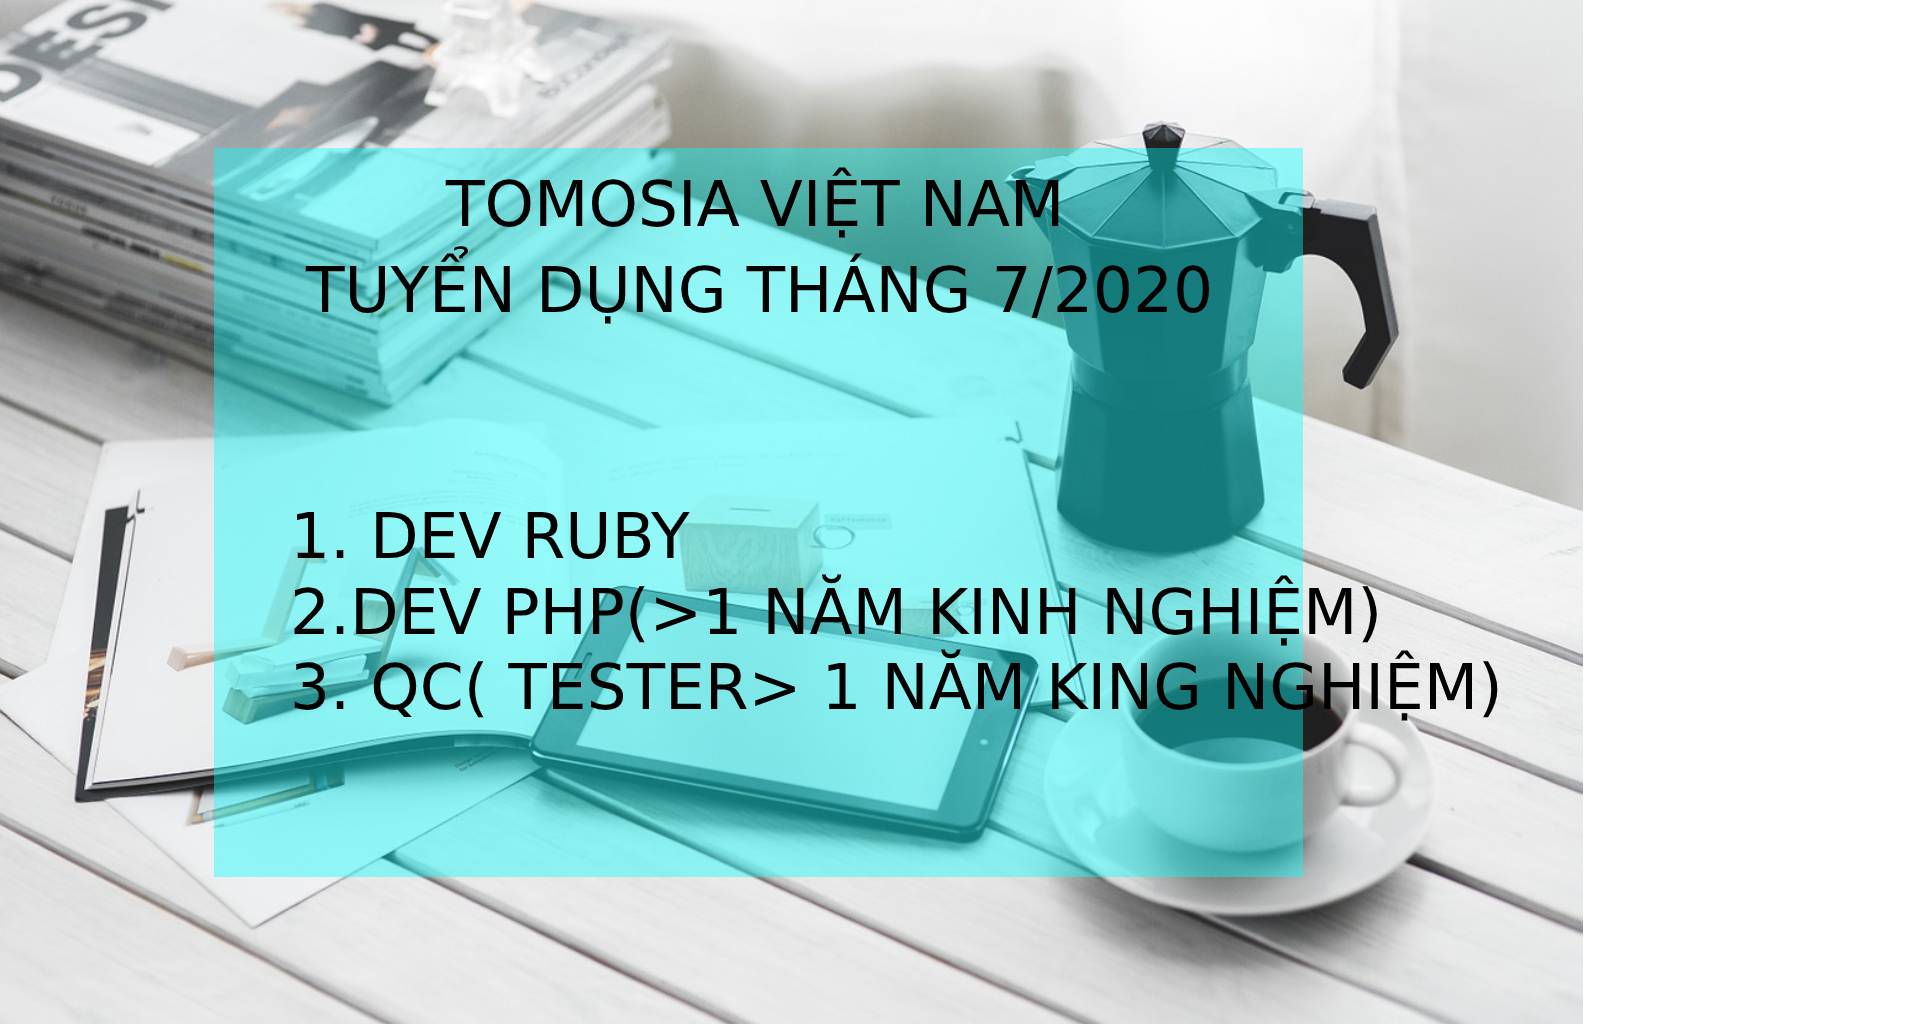 DESI
TOMOSIA VIỆT NAM
TUYỂN DỤNG THÁNG 7/2020
1. DEV RUBY
2.DEV PHP(>1 NĂM KINH NGHIỆM)
3. QC( TESTER> 1 NĂM KING NGHIỆM)